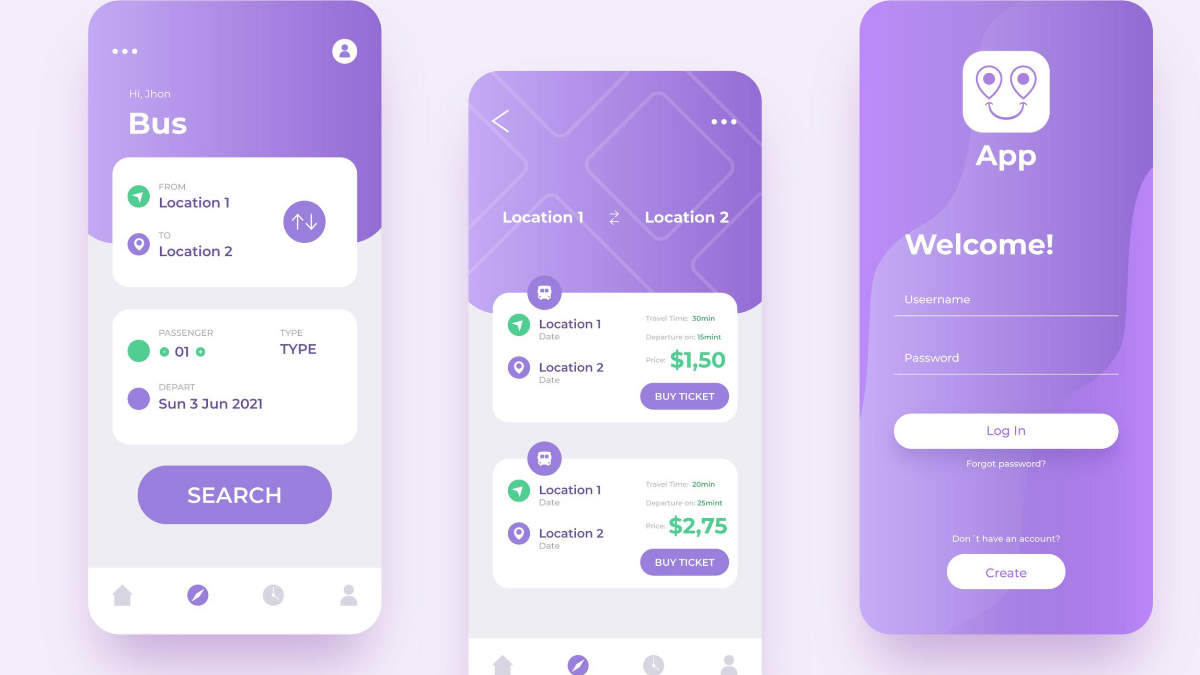 Hi, Jhon
Bus
FROM
Location 1
TO
Location 2
PASSENGER
01
TYPE
TYPE
DEPART
Sun 3 Jun 2021
SEARCH
Location 1
Location 2
Location 1
Date
Location 2
Date
Travel Time: 30min
Departure on: 15mint
Price: $1,50
BUY TICKET
Location 1
Date
Location 2
Date
Travel Time: 20min
Departure on: 25mint
Price: $2,75
BUY TICKET
App
Welcome!
Useername
Password
Log In
Forgot password?
Don´t have an account?
Create